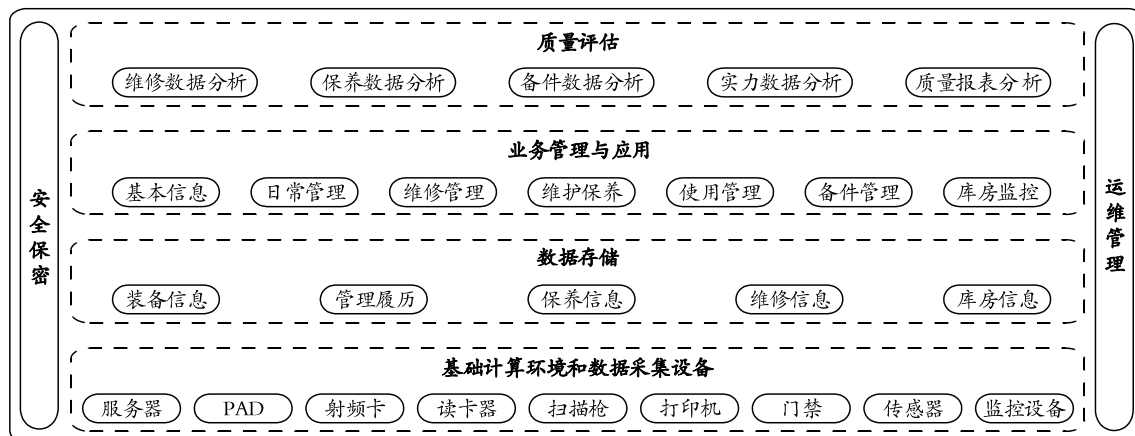 安全保密
质量评估
维修数据分析 保养数据分析 备件数据分析 实力数据分析 质量报表分析
业务管理与应用
基本信息 日常管理 维修管理 维护保养 使用管理 备件管理 库房监控
数据存储
装备信息 管理履历 保养信息 维修信息 库房信息
基础计算环境和数据采集设备
服务器 PAD 射频卡 读卡器 扫描枪 打印机 门禁 传感器 监控设备
运维管理